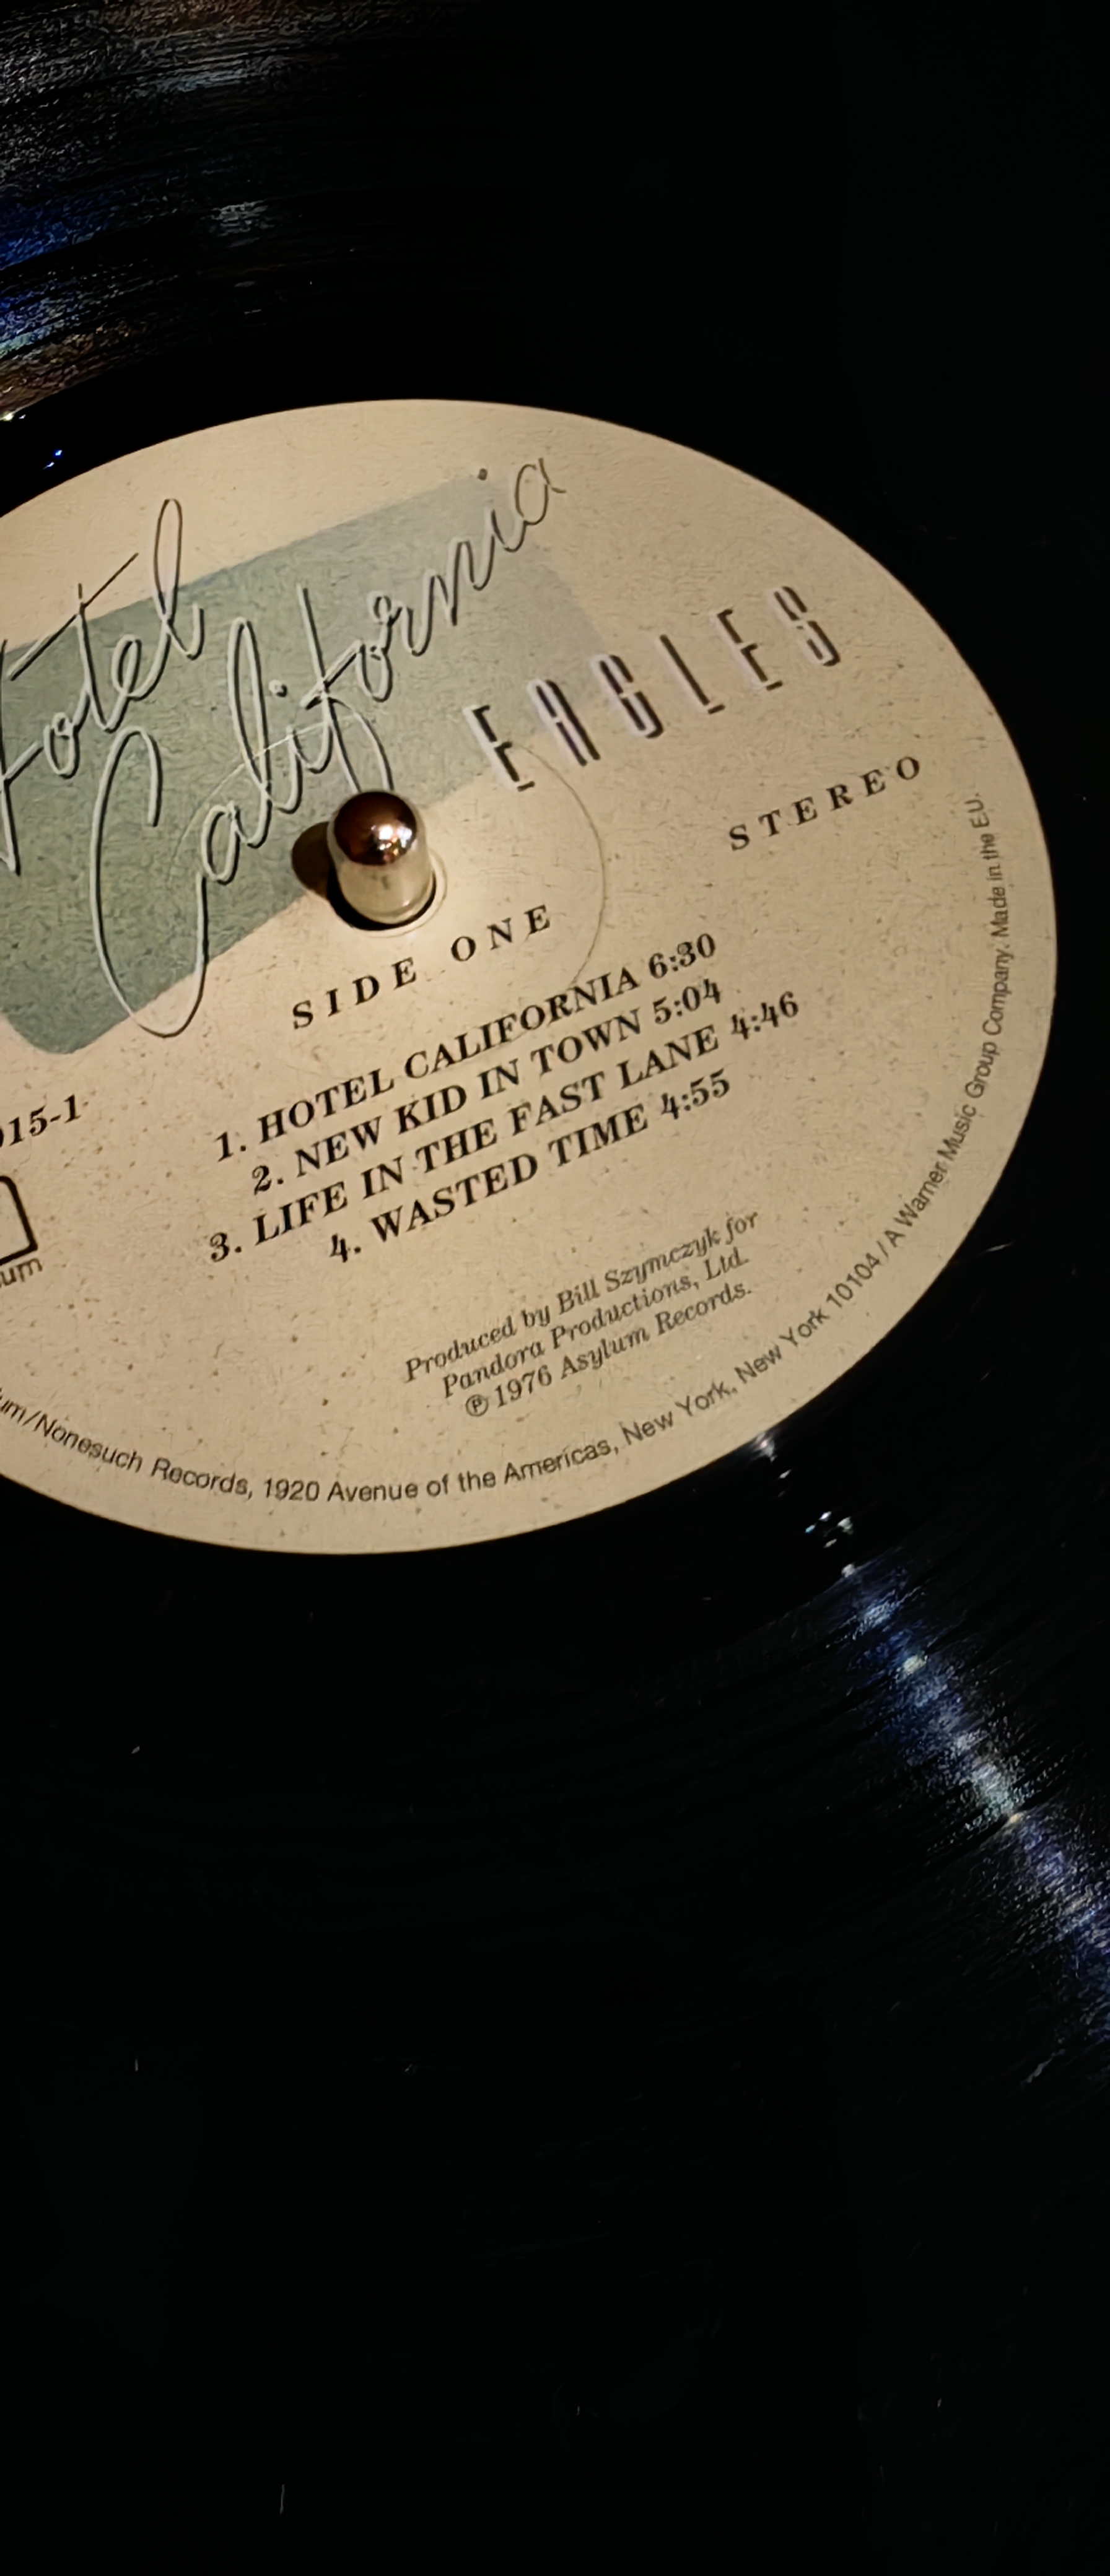 Hotel
California
EAGLES
STEREO
SIDE ONE
15-1
1. HOTEL CALIFORNIA 6:30
2. NEW KID IN TOWN 5:04
3. LIFE IN THE FAST LANE 4:46
4. WASTED TIME 4:55
Produced by Bill Szymczyk for
Pandora Productions, Ltd.
℗ 1976 Asylum Records.
um/Nonesuch Records, 1920 Avenue of the Americas, New York, New York 10104 / A Warner Music Group Company. Made in the EU.